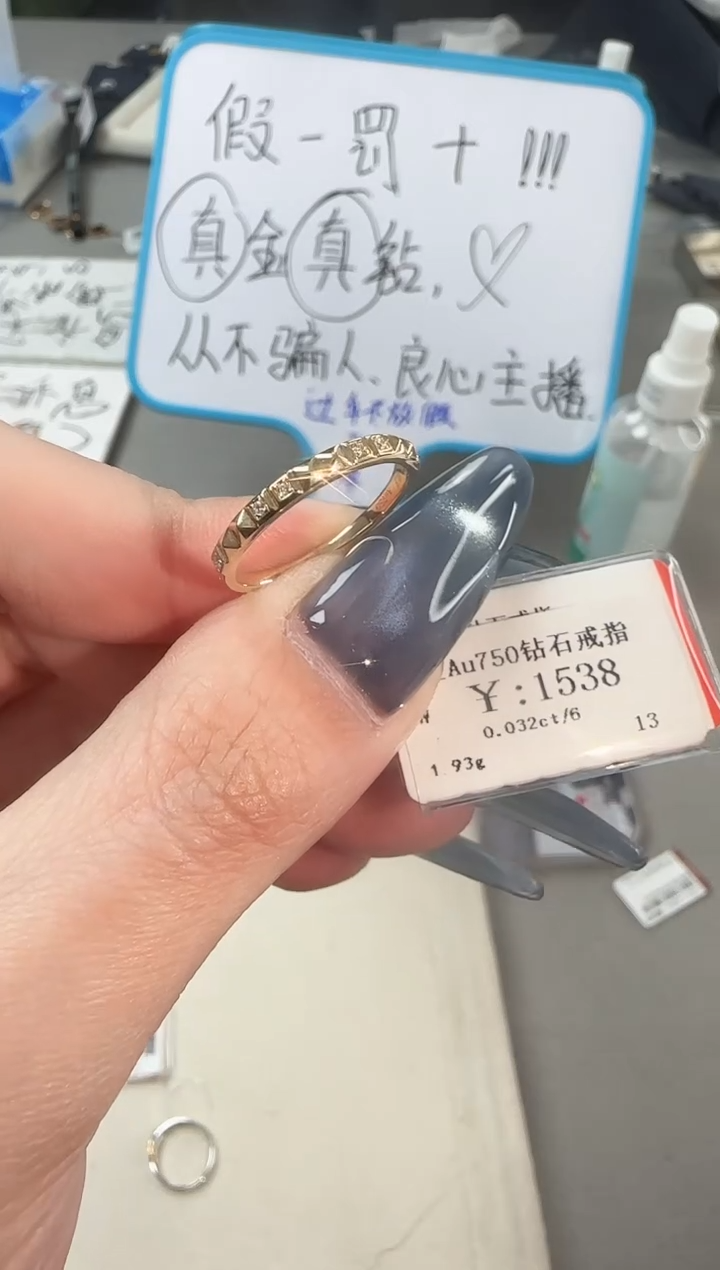 假一罚十!!!
真金真钻,
从不骗人、良心主播.
Au750钻石戒指
¥:1538
0.032ct/6
13
1.93g